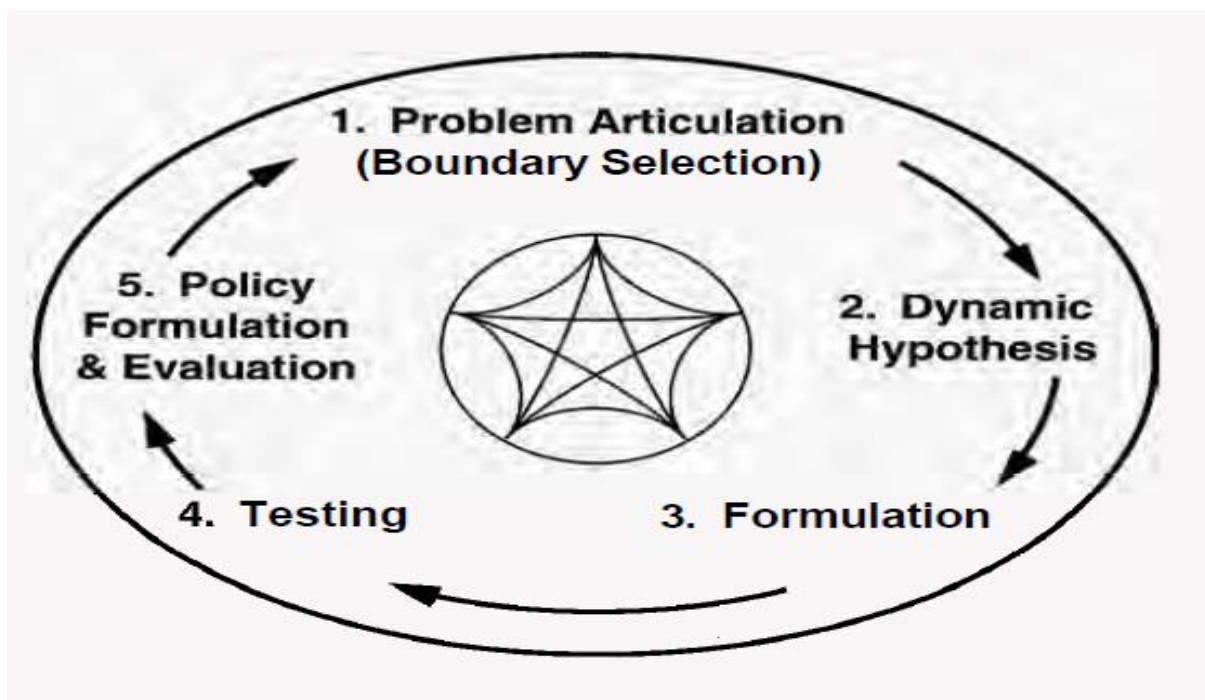 1. Problem Articulation
(Boundary Selection)
2. Dynamic
Hypothesis
3. Formulation
4. Testing
5. Policy
Formulation
& Evaluation